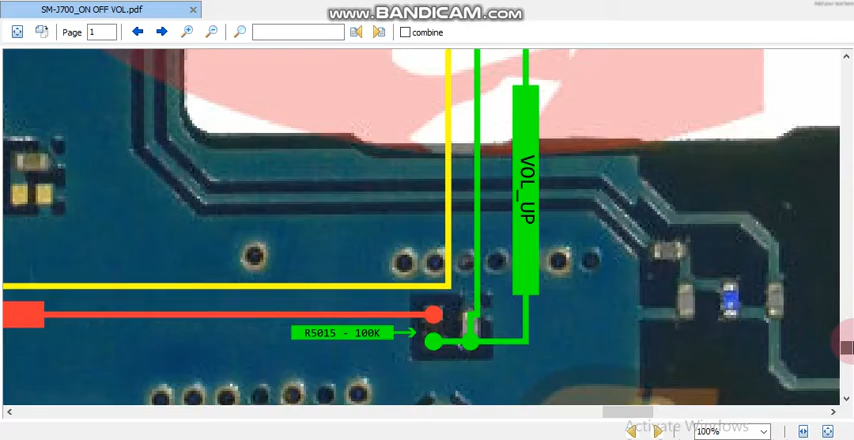 SM-J700_ON OFF VOL.pdf
www.BANDICAM.com
Page 1
combine
VOL_UP
R5015 - 100K
Activate Windows
100%